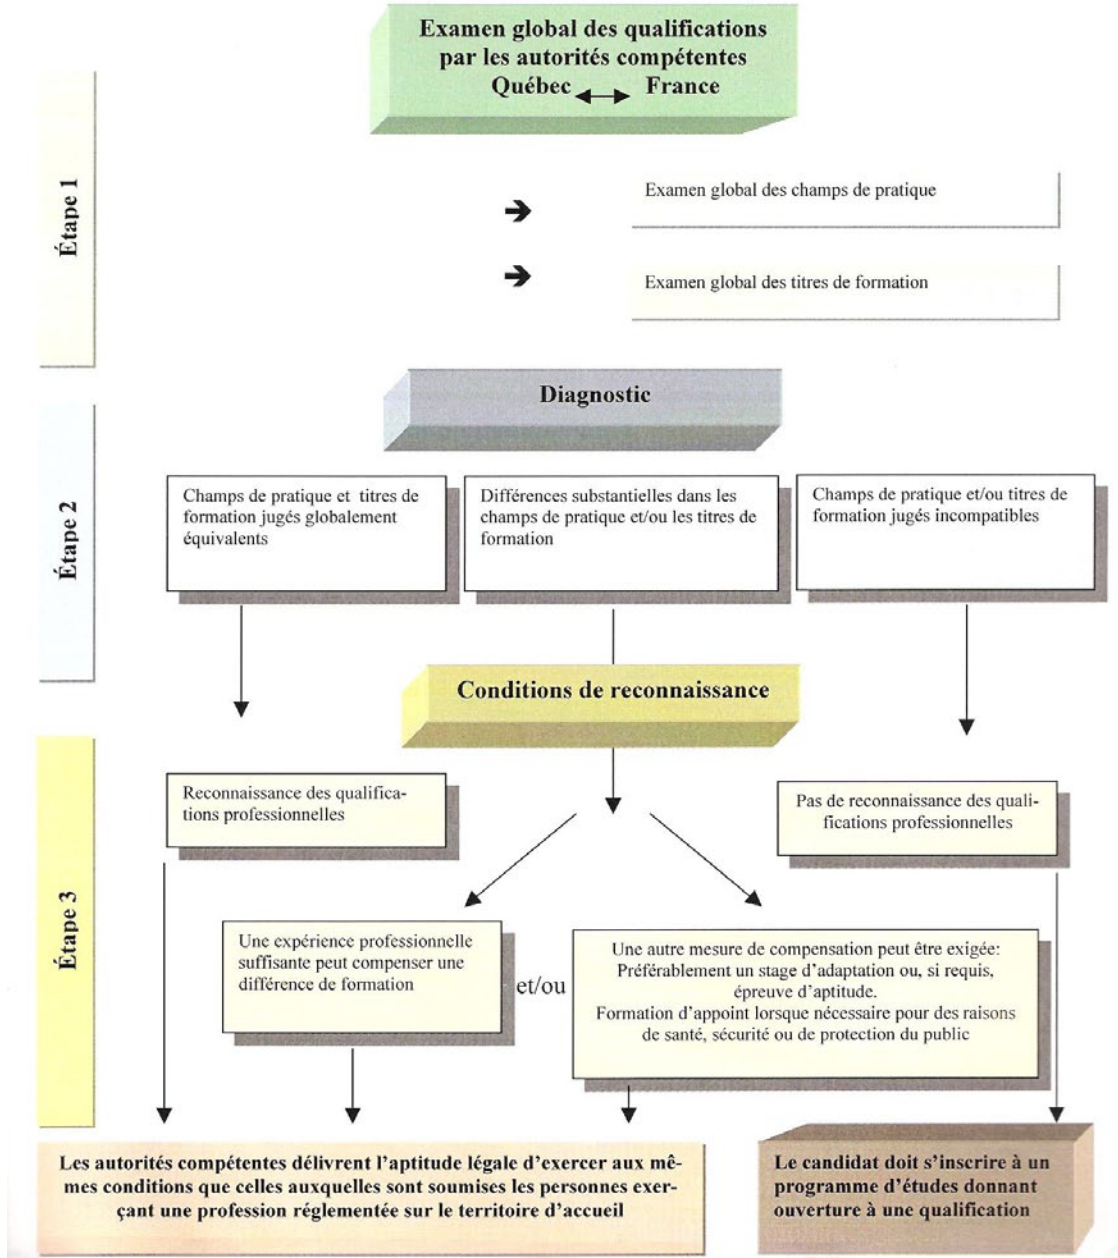 Examen global des qualifications
par les autorités compétentes
Québec France
Étape 1
Examen global des champs de pratique
Examen global des titres de formation
Diagnostic
Étape 2
Champs de pratique et titres de
formation jugés globalement
équivalents
Différences substantielles dans les
champs de pratique et/ou les titres de
formation
Champs de pratique et/ou titres de
formation jugés incompatibles
Conditions de reconnaissance
Étape 3
Reconnaissance des qualifica-
tions professionnelles
Pas de reconnaissance des quali-
fications professionnelles
Une expérience professionnelle
suffisante peut compenser une
différence de formation
et/ou
Une autre mesure de compensation peut être exigée:
Préférablement un stage d'adaptation ou, si requis,
épreuve d'aptitude.
Formation d'appoint lorsque nécessaire pour des raisons
de santé, sécurité ou de protection du public
Les autorités compétentes délivrent l'aptitude légale d'exercer aux mê-
mes conditions que celles auxquelles sont soumises les personnes exer-
çant une profession réglementée sur le territoire d'accueil
Le candidat doit s'inscrire à un
programme d'études donnant
ouverture à une qualification